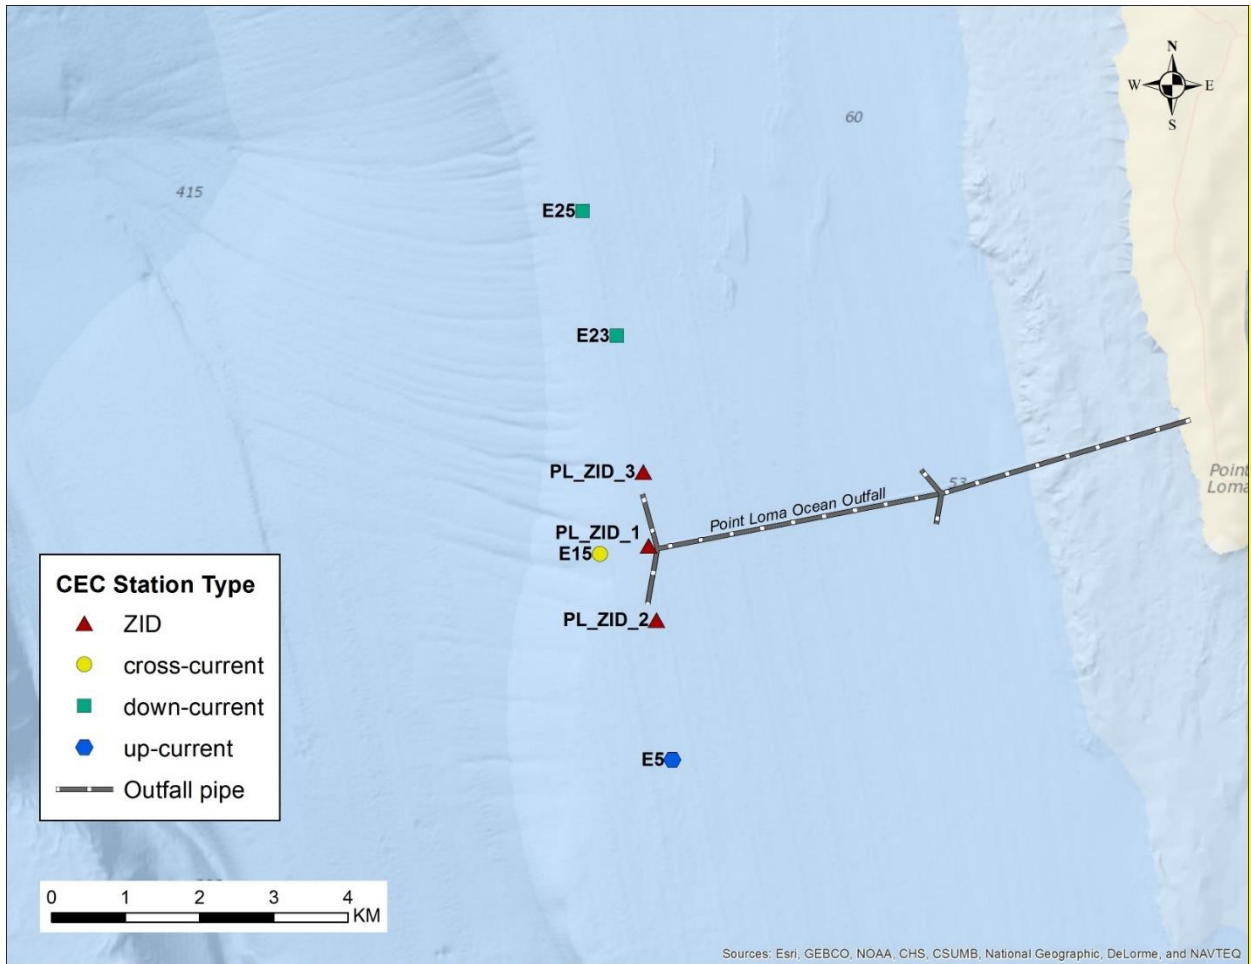 N
W E
S
60
415
E25
E23
PL_ZID_3
53
Point
Loma
Point Loma Ocean Outfall
PL_ZID_1
E15
PL_ZID_2
E5
CEC Station Type
ZID
cross-current
down-current
up-current
Outfall pipe
0 1 2 3 4
KM
Sources: Esri, GEBCO, NOAA, CHS, CSUMB, National Geographic, DeLorme, and NAVTEQ